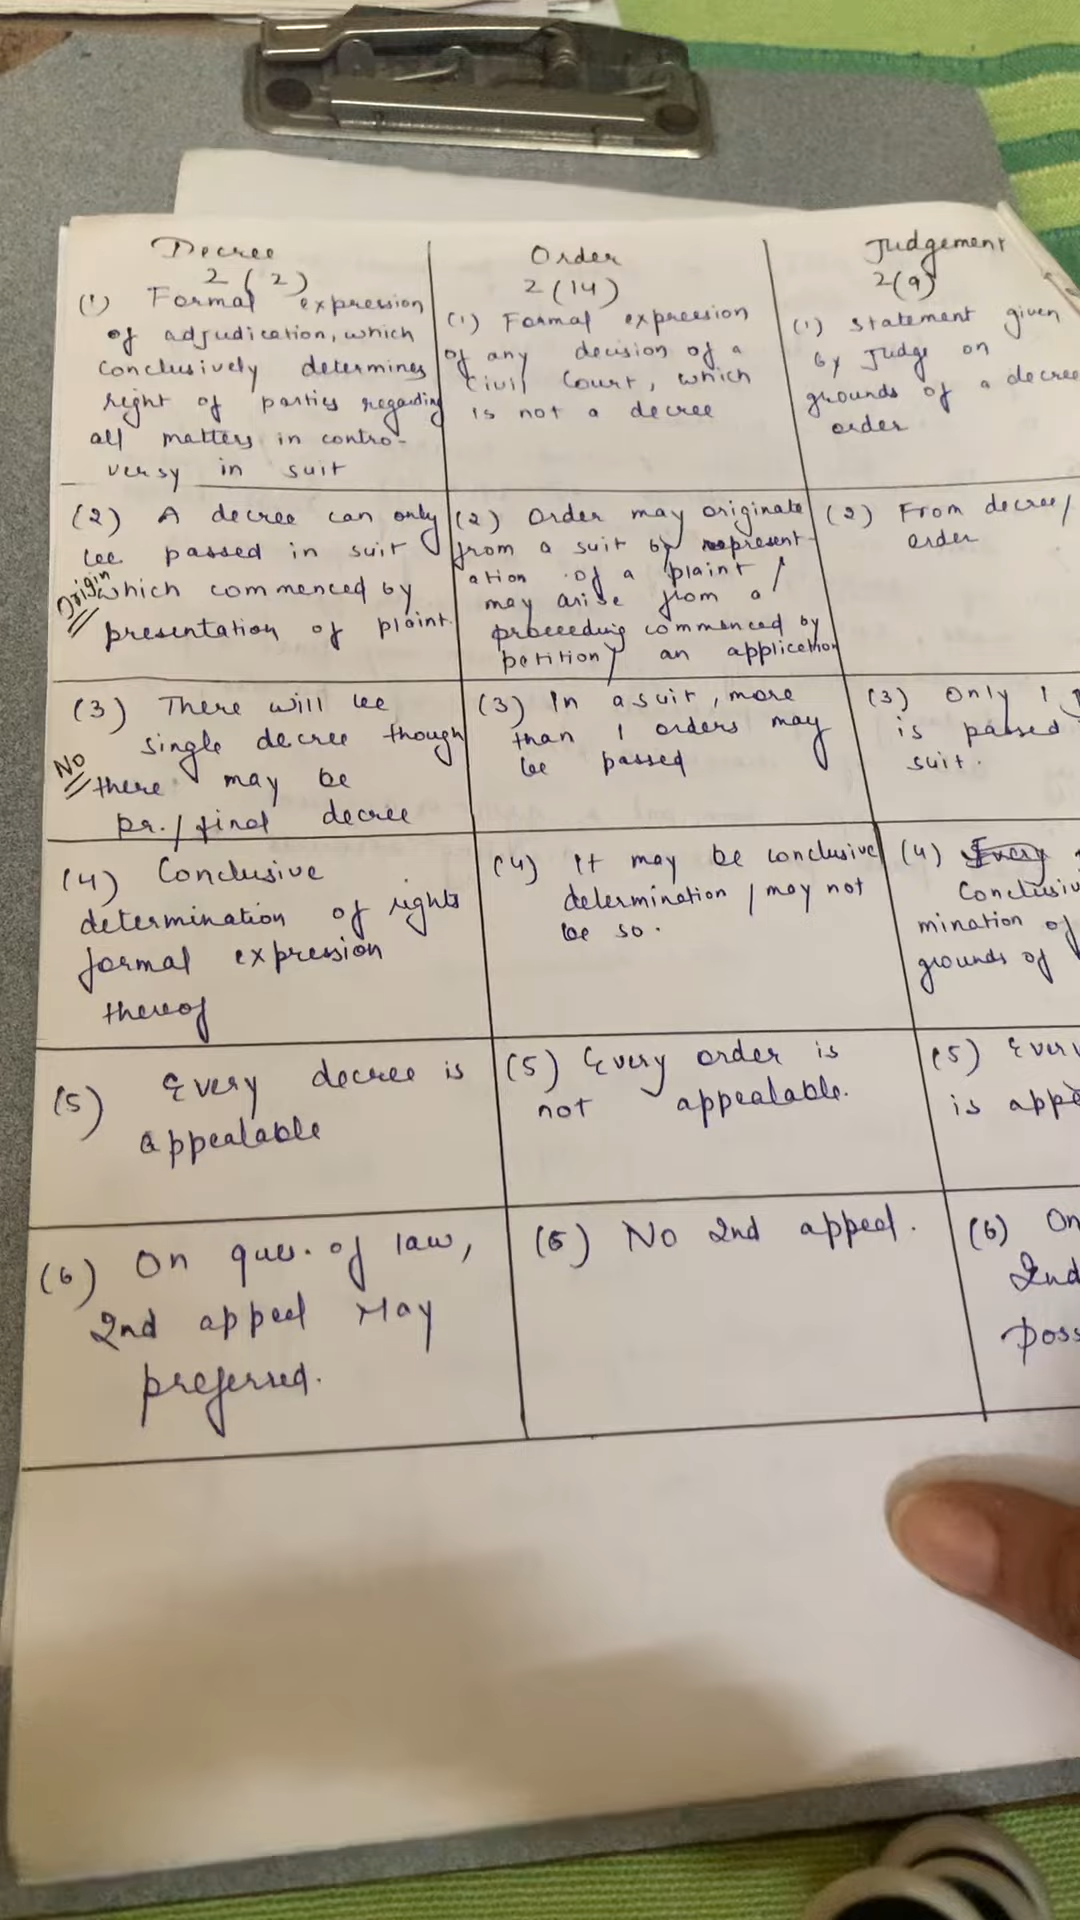 Decree
2 (2)
(1) Formal expression
of adjudication, which
conclusively determines
right of parties regarding
all matters in contro-
versy in suit
Order
2 (14)
(1) Formal expression
of any decision of a
Civil Court, which
is not a decree
Judgement
2(9)
(1) statement given
by Judge on
grounds of a decree
order
(2) A decree can only
be passed in suit
Origin
which commenced by
presentation of plaint.
(2) Order may originate
from a suit by represent-
ation of a plaint /
may arise from a
proceeding commenced by
petition/ an application
(2) From decree/
order
(3) There will be
single decree though
No
there may be
pr./final decree
(3) In a suit, more
than 1 orders may
be passed
(3) Only 1
is passed
suit.
(4) Conclusive
determination of rights
formal expression
thereof
(4) It may be conclusive
determination / may not
be so.
(4) Every
Conclusiv
mination of
grounds of
(5) Every decree is
appealable
(5) Every order is
not appealable.
(5) Every
is appe
(6) On ques. of law,
2nd appeal May
preferred.
(6) No 2nd appeal.
(6) On
2nd
poss